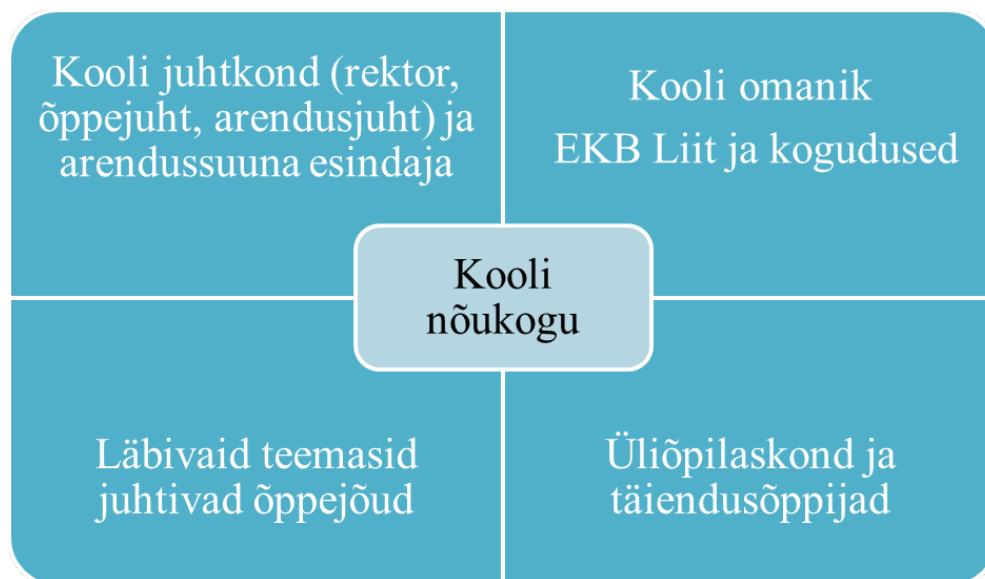 Kooli juhtkond (rektor,
õppejuht, arendusjuht) ja
arendussuuna esindaja
Kooli omanik
EKB Liit ja kogudused
Kooli
nõukogu
Läbivaid teemasid
juhtivad õppejõud
Üliõpilaskond ja
täiendusõppijad